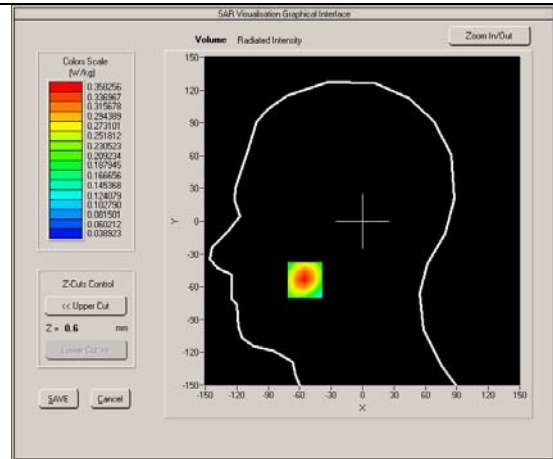 SAR Visualisation Graphical Interface
Volume Radiated Intensity
Zoom In/Out
Colors Scale
(W/kg)
0.358256
0.336967
0.315678
0.294389
0.273101
0.251812
0.230523
0.209234
0.187945
0.166656
0.145368
0.124079
0.102790
0.081501
0.060212
0.038923
150
120
90
60
30
0
-30
-60
-90
-120
-150
Y
-150 -120 -90 -60 -30 0 30 60 90 120 150
X
Z-Cuts Control
<< Upper Cut
Z = 0.6 mm
Lower Cut >>
SAVE
Cancel